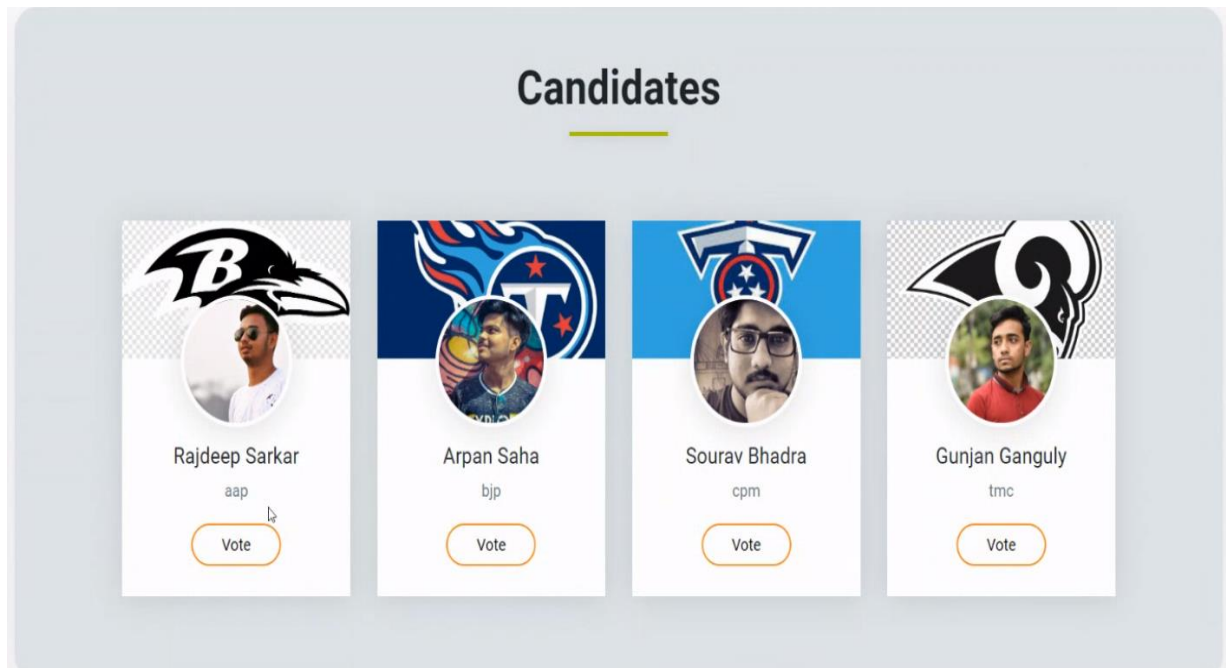 Candidates
B
T
Rajdeep Sarkar
aap
Vote
Arpan Saha
bjp
Vote
Sourav Bhadra
cpm
Vote
Gunjan Ganguly
tmc
Vote